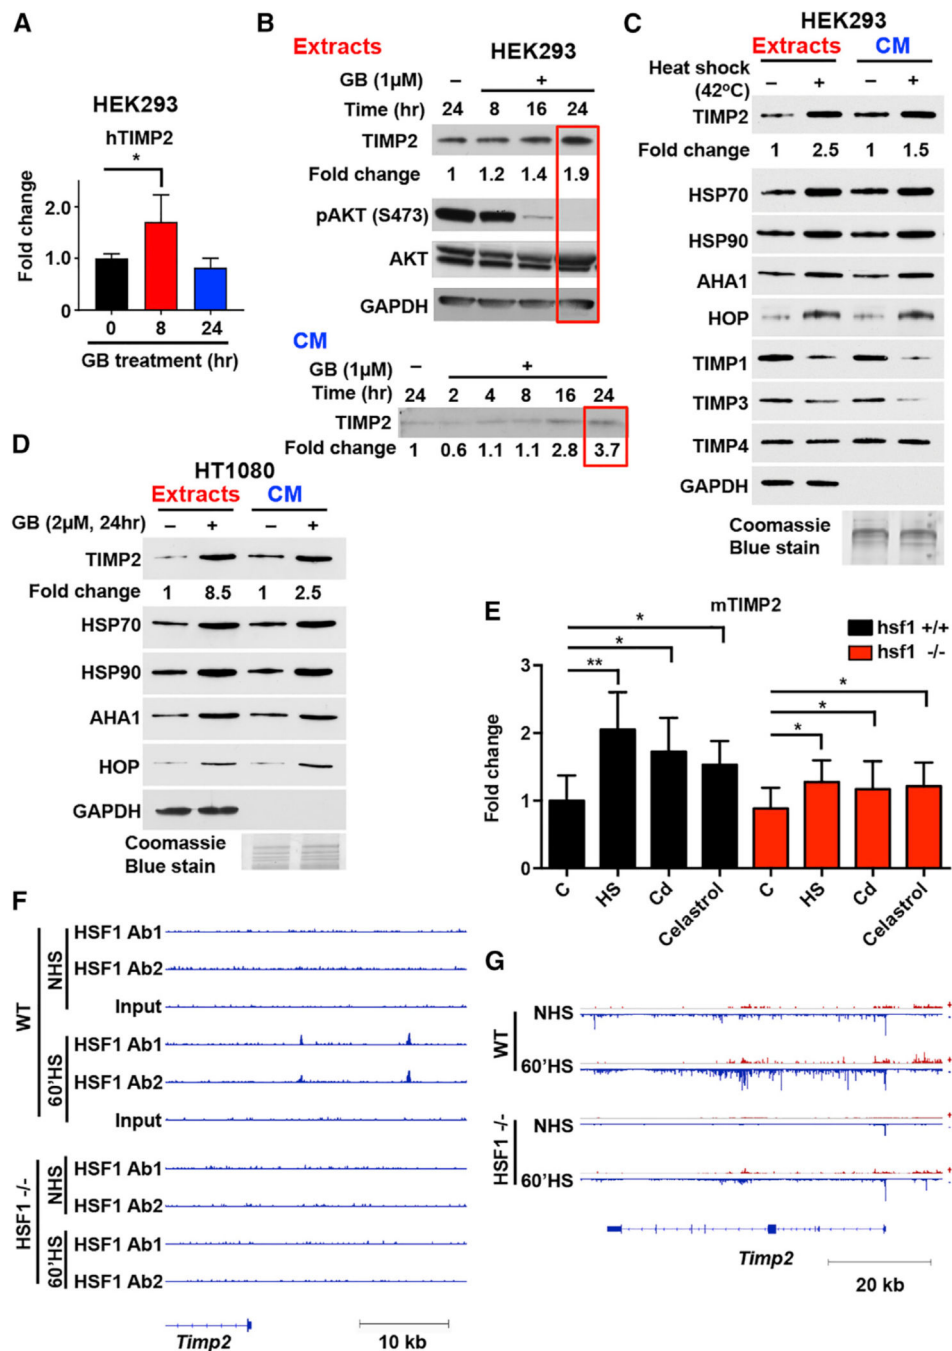 A
HEK293
hTIMP2
*
Fold change
2.0
1.0
0
0 8 24
GB treatment (hr)
B
Extracts HEK293
GB (1µM) – +
Time (hr) 24 8 16 24
TIMP2
Fold change 1 1.2 1.4 1.9
pAKT (S473)
AKT
GAPDH
CM
GB (1µM) – +
Time (hr) 24 2 4 8 16 24
TIMP2
Fold change 1 0.6 1.1 1.1 2.8 3.7
C
HEK293
Extracts CM
Heat shock (42ºC) – + – +
TIMP2
Fold change 1 2.5 1 1.5
HSP70
HSP90
AHA1
HOP
TIMP1
TIMP3
TIMP4
GAPDH
Coomassie
Blue stain
D
HT1080
Extracts CM
GB (2µM, 24hr) – + – +
TIMP2
Fold change 1 8.5 1 2.5
HSP70
HSP90
AHA1
HOP
GAPDH
Coomassie
Blue stain
E
mTIMP2
hsf1 +/+
hsf1 -/-
*
*
**
*
*
*
Fold change
3
2
1
0
C HS Cd Celastrol C HS Cd Celastrol
F
WT
NHS
HSF1 Ab1
HSF1 Ab2
Input
60'HS
HSF1 Ab1
HSF1 Ab2
Input
HSF1 -/-
NHS
HSF1 Ab1
HSF1 Ab2
60'HS
HSF1 Ab1
HSF1 Ab2
Timp2 10 kb
G
WT
NHS + -
60'HS + -
HSF1 -/-
NHS + -
60'HS + -
Timp2
20 kb